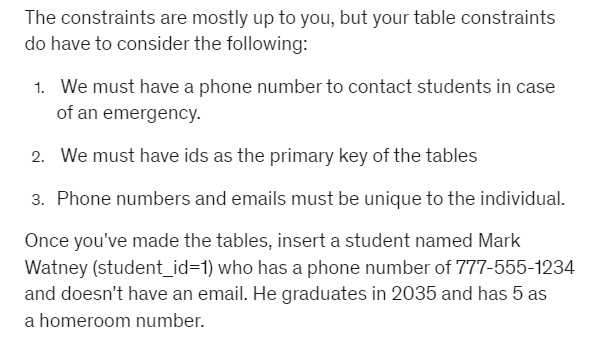 The constraints are mostly up to you, but your table constraints
do have to consider the following:
1. We must have a phone number to contact students in case
of an emergency.
2. We must have ids as the primary key of the tables
3. Phone numbers and emails must be unique to the individual.
Once you've made the tables, insert a student named Mark
Watney (student_id=1) who has a phone number of 777-555-1234
and doesn't have an email. He graduates in 2035 and has 5 as
a homeroom number.